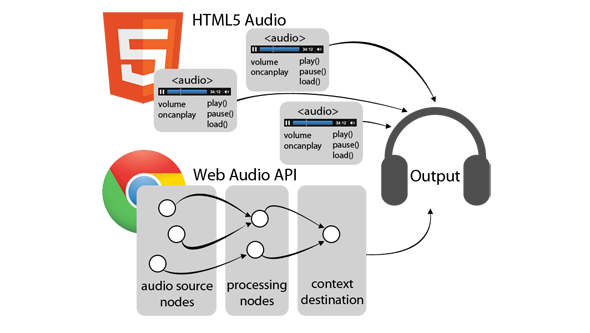 HTML5 Audio
5
<audio>
34:12
volume play()
oncanplay pause()
load()
<audio>
34:12
volume play()
oncanplay pause()
load()
<audio>
34:12
volume play()
oncanplay pause()
load()
Output
Web Audio API
audio source
nodes
processing
nodes
context
destination